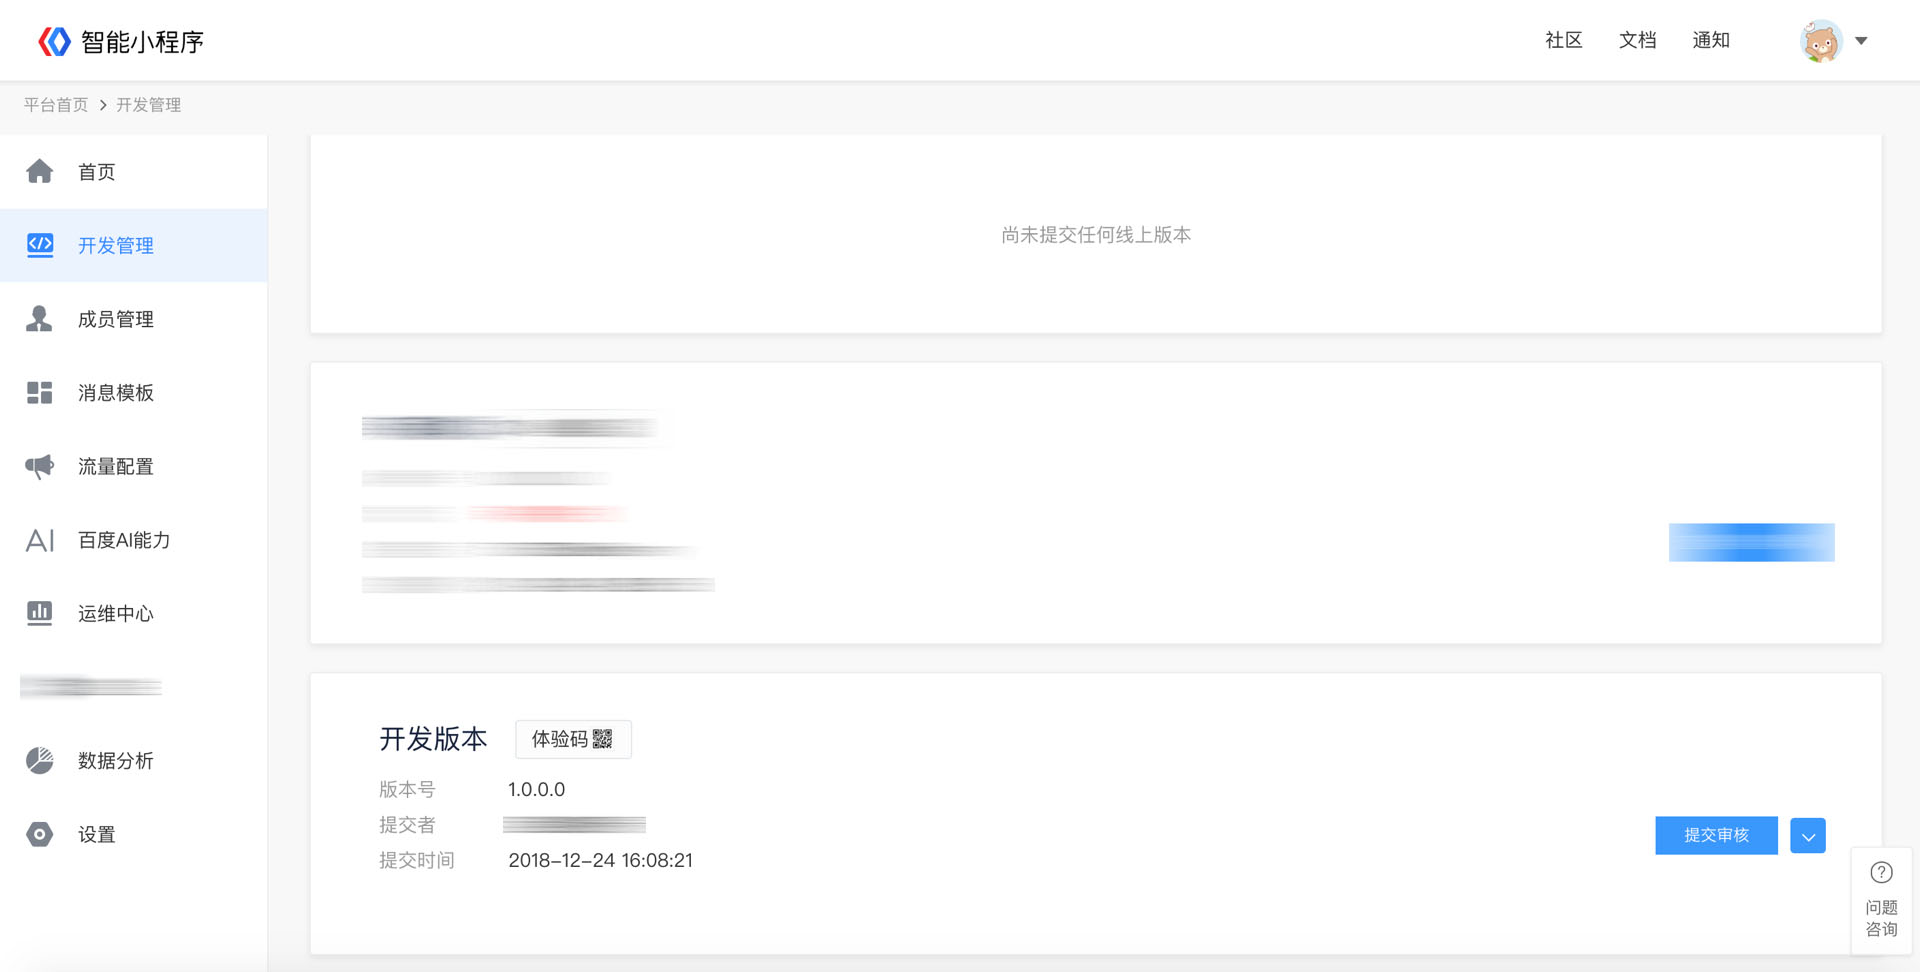 智能小程序
社区
文档
通知
平台首页 > 开发管理
首页
开发管理
成员管理
消息模板
流量配置
百度AI能力
运维中心
数据分析
设置
尚未提交任何线上版本
开发版本
体验码
版本号 1.0.0.0
提交者
提交时间 2018-12-24 16:08:21
提交审核
问题
咨询